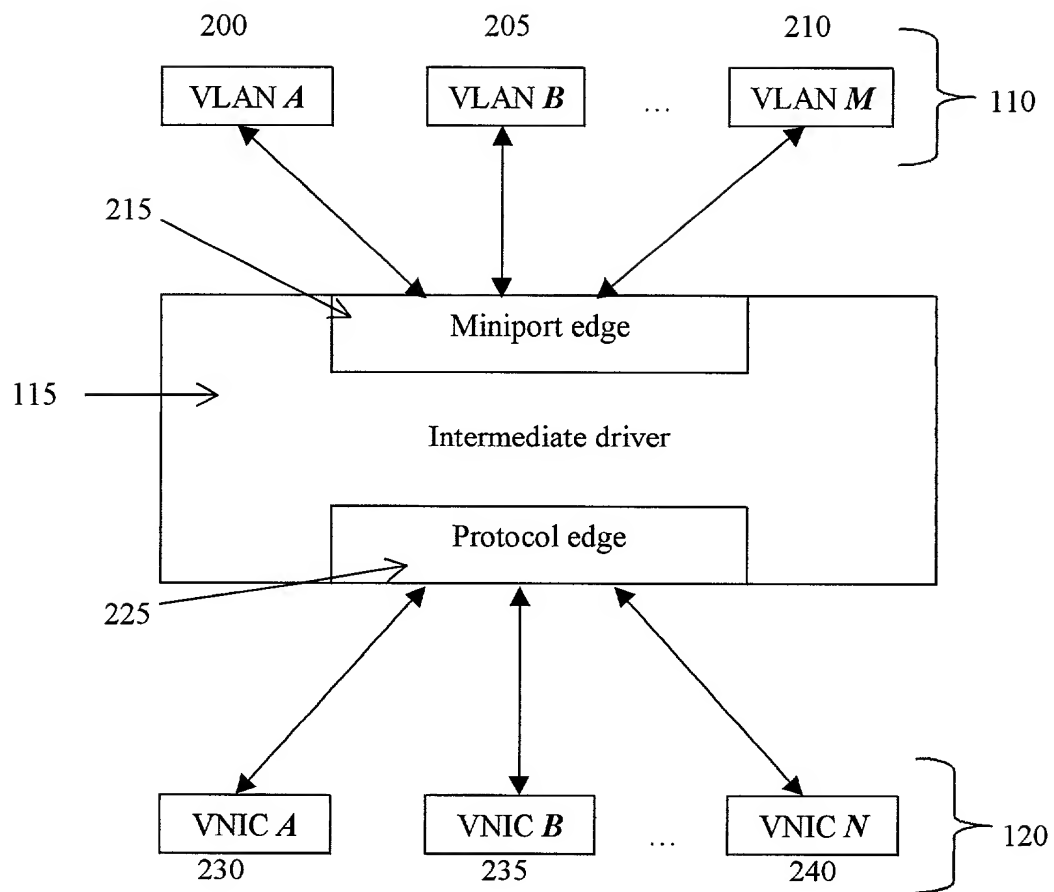 200 205 210
VLAN A VLAN B ... VLAN M 110
215
Miniport edge
115
Intermediate driver
Protocol edge
225
VNIC A VNIC B ... VNIC N 120
230 235 240